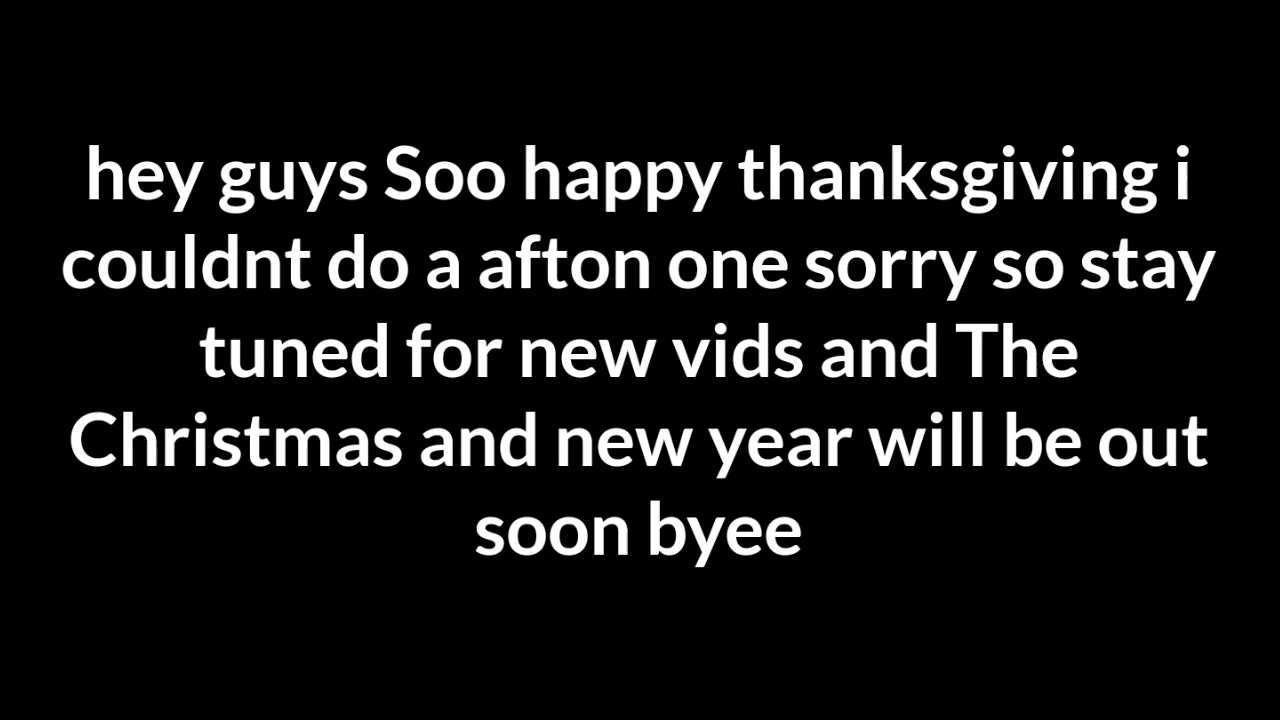 hey guys Soo happy thanksgiving i
couldnt do a afton one sorry so stay
tuned for new vids and The
Christmas and new year will be out
soon byee